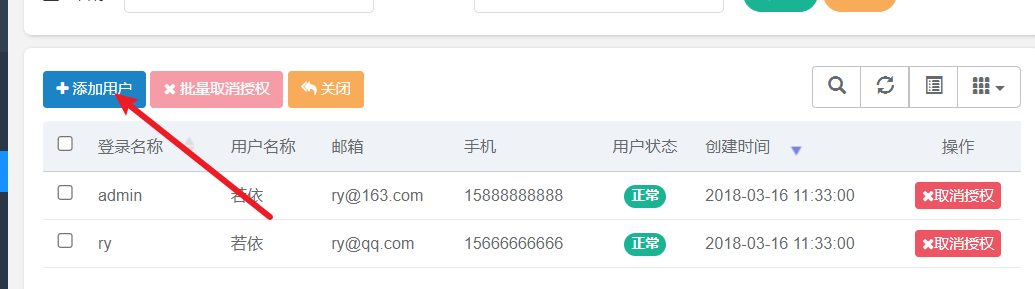 添加用户 批量取消授权 关闭
登录名称 用户名称 邮箱 手机 用户状态 创建时间 操作
admin 若依 ry@163.com 15888888888 正常 2018-03-16 11:33:00 取消授权
ry 若依 ry@qq.com 15666666666 正常 2018-03-16 11:33:00 取消授权